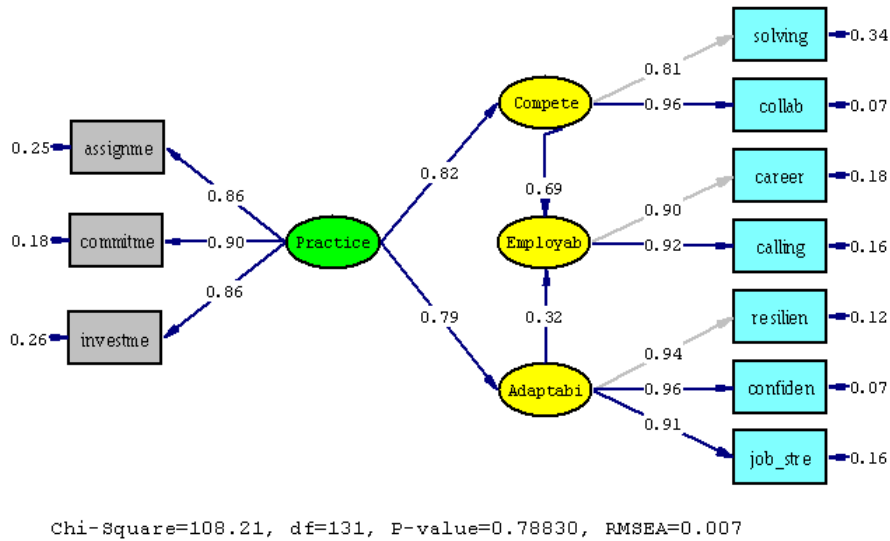 solving
0.34
0.81
Compete
0.96
collab
0.07
0.25
assignme
0.86
0.82
0.69
career
0.18
0.90
0.18
commitme
0.90
Practice
Employab
0.92
calling
0.16
0.86
0.79
0.32
resilien
0.12
0.26
investme
0.94
Adaptabi
0.96
confiden
0.07
0.91
job_stre
0.16
Chi-Square=108.21, df=131, P-value=0.78830, RMSEA=0.007